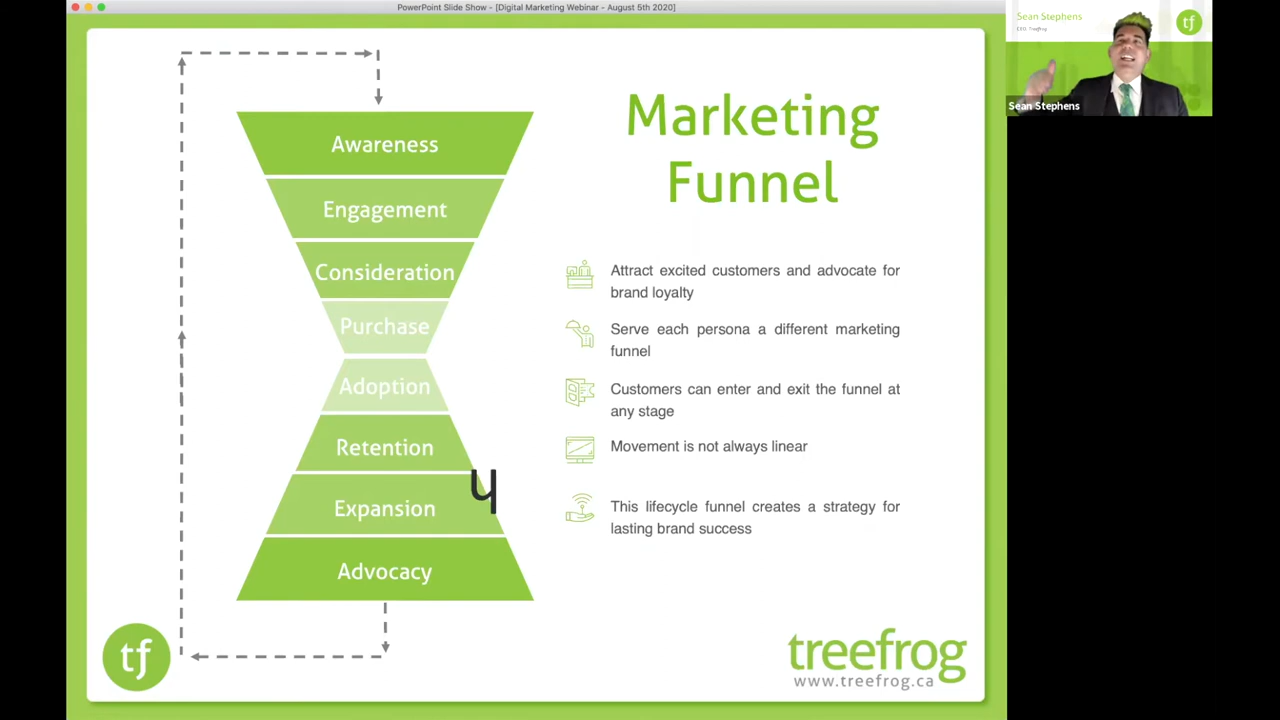 PowerPoint Slide Show - [Digital Marketing Webinar - August 5th 2020]
Sean Stephens
CEO, Treefrog
tf
Sean Stephens
Marketing
Funnel
Awareness
Engagement
Consideration
Purchase
Adoption
Retention
Expansion
Advocacy
Attract excited customers and advocate for
brand loyalty
Serve each persona a different marketing
funnel
Customers can enter and exit the funnel at
any stage
Movement is not always linear
This lifecycle funnel creates a strategy for
lasting brand success
Ч
tf
treefrog
www.treefrog.ca